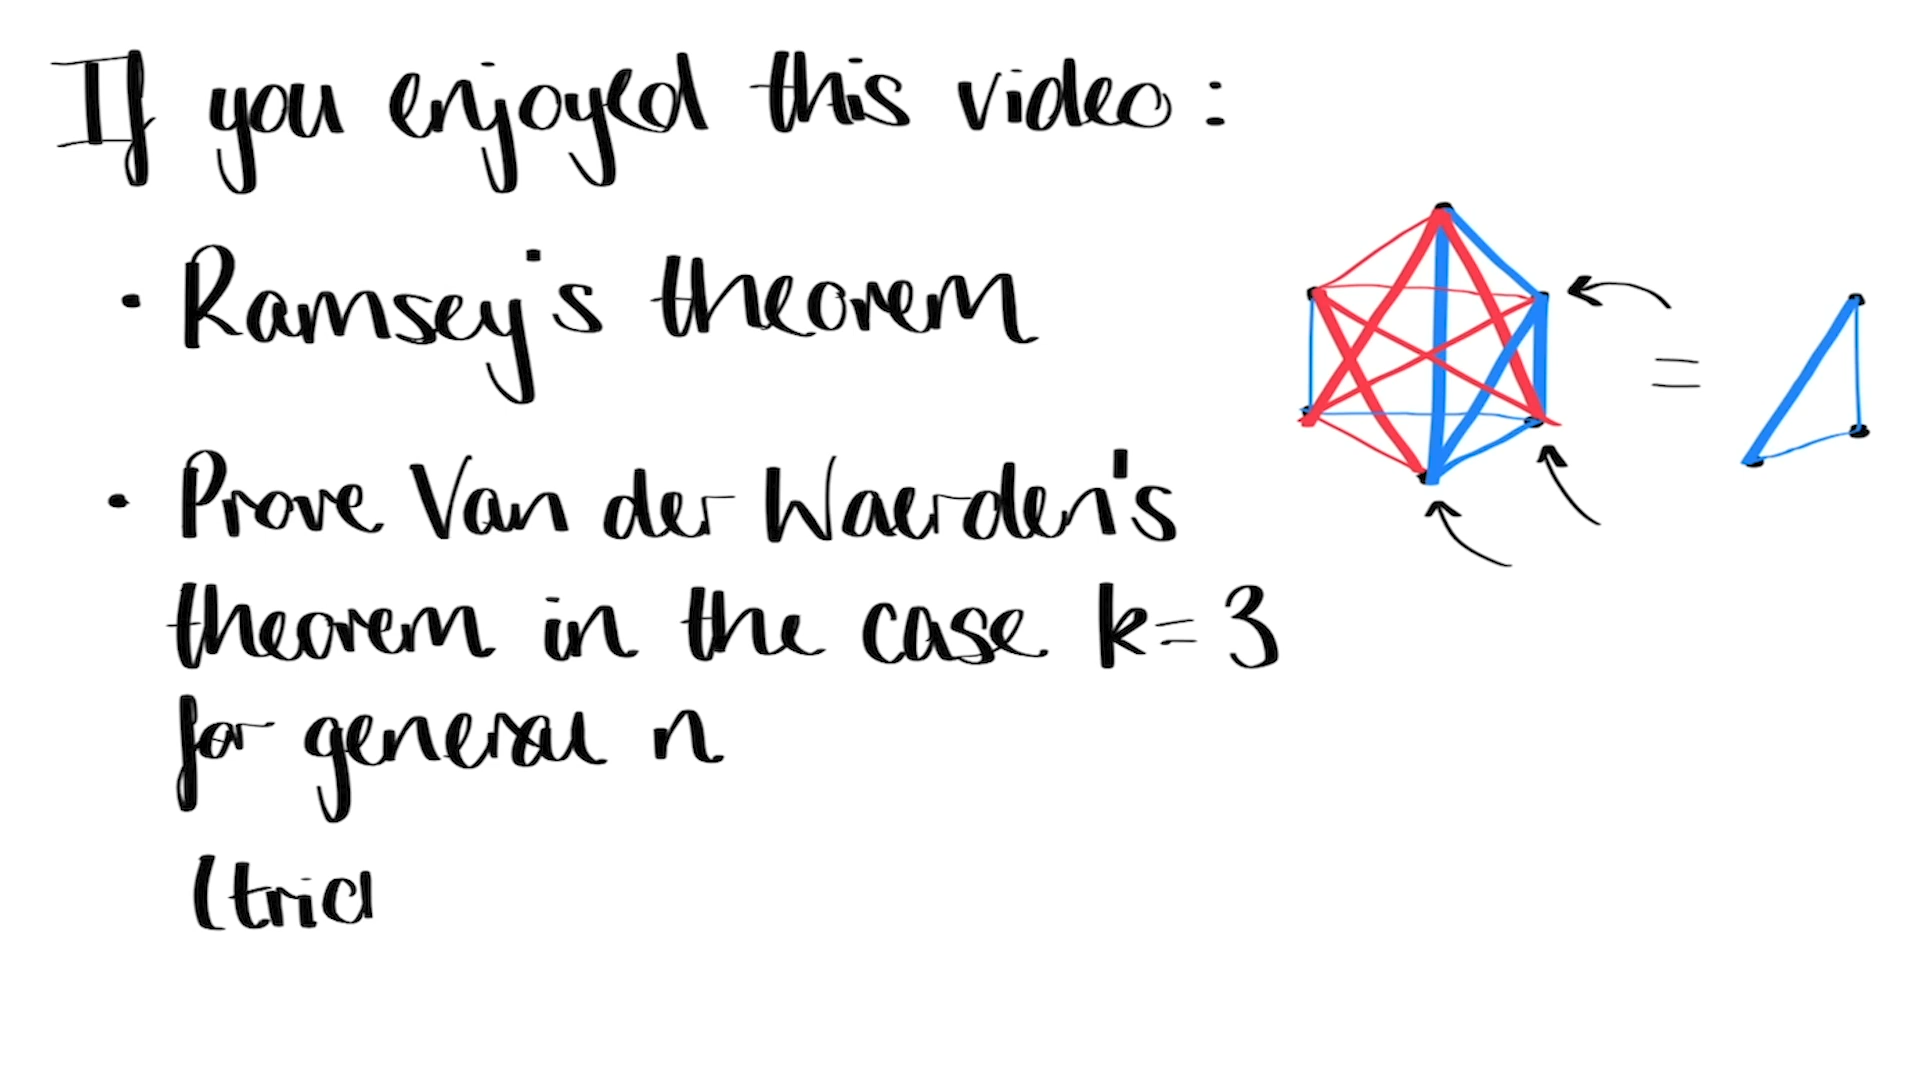 If you enjoyed this video:
• Ramsey's theorem
=
• Prove Van der Waerden's
theorem in the case k=3
for general n
(tric